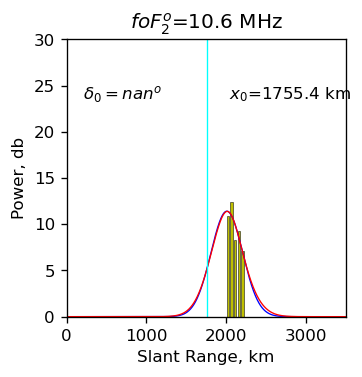 foF₂ᵒ=10.6 MHz
30
25
20
15
10
5
0
δ₀ = nanᵒ
x₀=1755.4 km
Power, db
0 1000 2000 3000
Slant Range, km